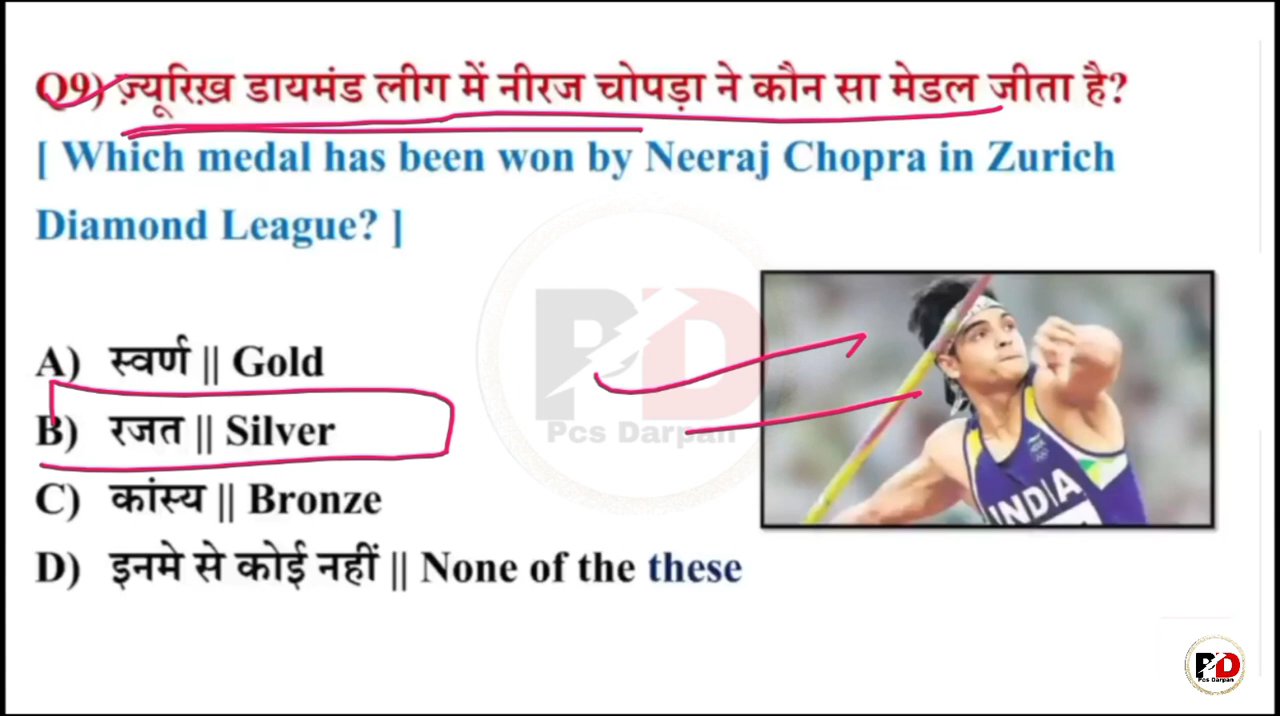 Q9) ज़्यूरिख़ डायमंड लीग में नीरज चोपड़ा ने कौन सा मेडल जीता है?
[ Which medal has been won by Neeraj Chopra in Zurich
Diamond League? ]
A) स्वर्ण || Gold
B) रजत || Silver
C) कांस्य || Bronze
D) इनमे से कोई नहीं || None of the these
PD
Pcs Darpan
INDIA
PD
Pcs Darpan